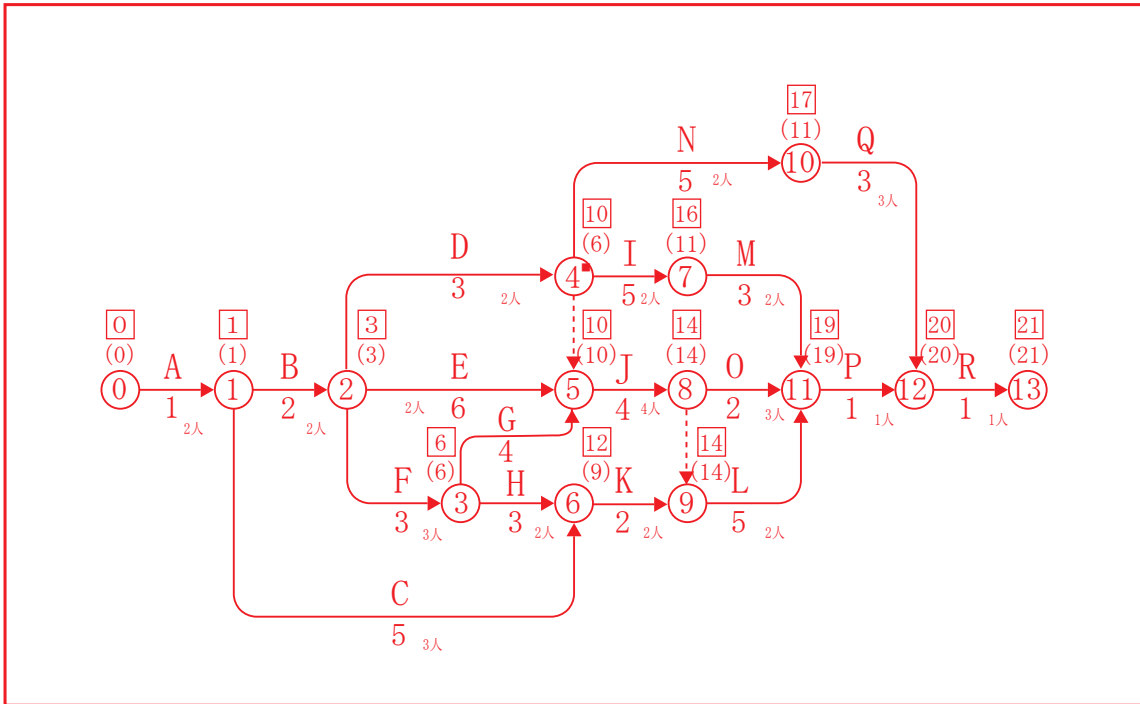 17
(11)
N
Q
10
5 2人
3
3人
10
(6)
16
(11)
D
I
M
4
7
3 2人
5 2人
3 2人
0
(0)
1
(1)
3
(3)
10
(10)
14
(14)
19
(19)
20
(20)
21
(21)
A
B
E
J
O
P
R
0
1
2
5
8
11
12
13
1 2人
2 2人
2人 6
4 4人
2 3人
1 1人
1 1人
G
4
6
(6)
12
(9)
14
(14)
F
H
K
L
3
6
9
3 3人
3 2人
2 2人
5 2人
C
5 3人